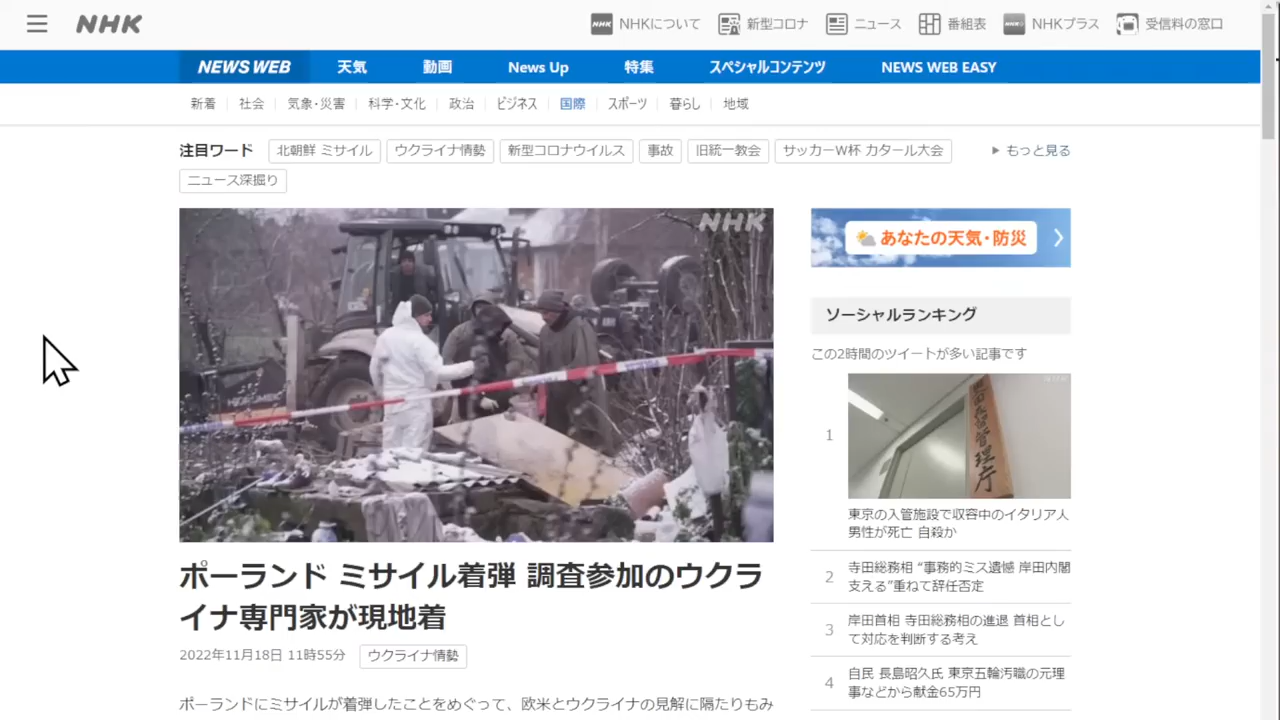 NHK
NHK NHKについて
新型コロナ
ニュース
番組表
NHKプラス
受信料の窓口
NEWS WEB
天気
動画
News Up
特集
スペシャルコンテンツ
NEWS WEB EASY
新着
社会
気象・災害
科学・文化
政治
ビジネス
国際
スポーツ
暮らし
地域
注目ワード
北朝鮮 ミサイル
ウクライナ情勢
新型コロナウイルス
事故
旧統一教会
サッカーW杯 カタール大会
もっと見る
ニュース深掘り
NHK
ポーランド ミサイル着弾 調査参加のウクラ
イナ専門家が現地着
2022年11月18日 11時55分
ウクライナ情勢
ポーランドにミサイルが着弾したことをめぐって、欧米とウクライナの見解に隔たりもみ
あなたの天気・防災
ソーシャルランキング
この2時間のツイートが多い記事です
1
留管理庁
東京の入管施設で収容中のイタリア人
男性が死亡 自殺か
2
寺田総務相 “事務的ミス遺憾 岸田内閣
支える”重ねて辞任否定
3
岸田首相 寺田総務相の進退 首相とし
て対応を判断する考え
4
自民 長島昭久氏 東京五輪汚職の元理
事などから献金65万円